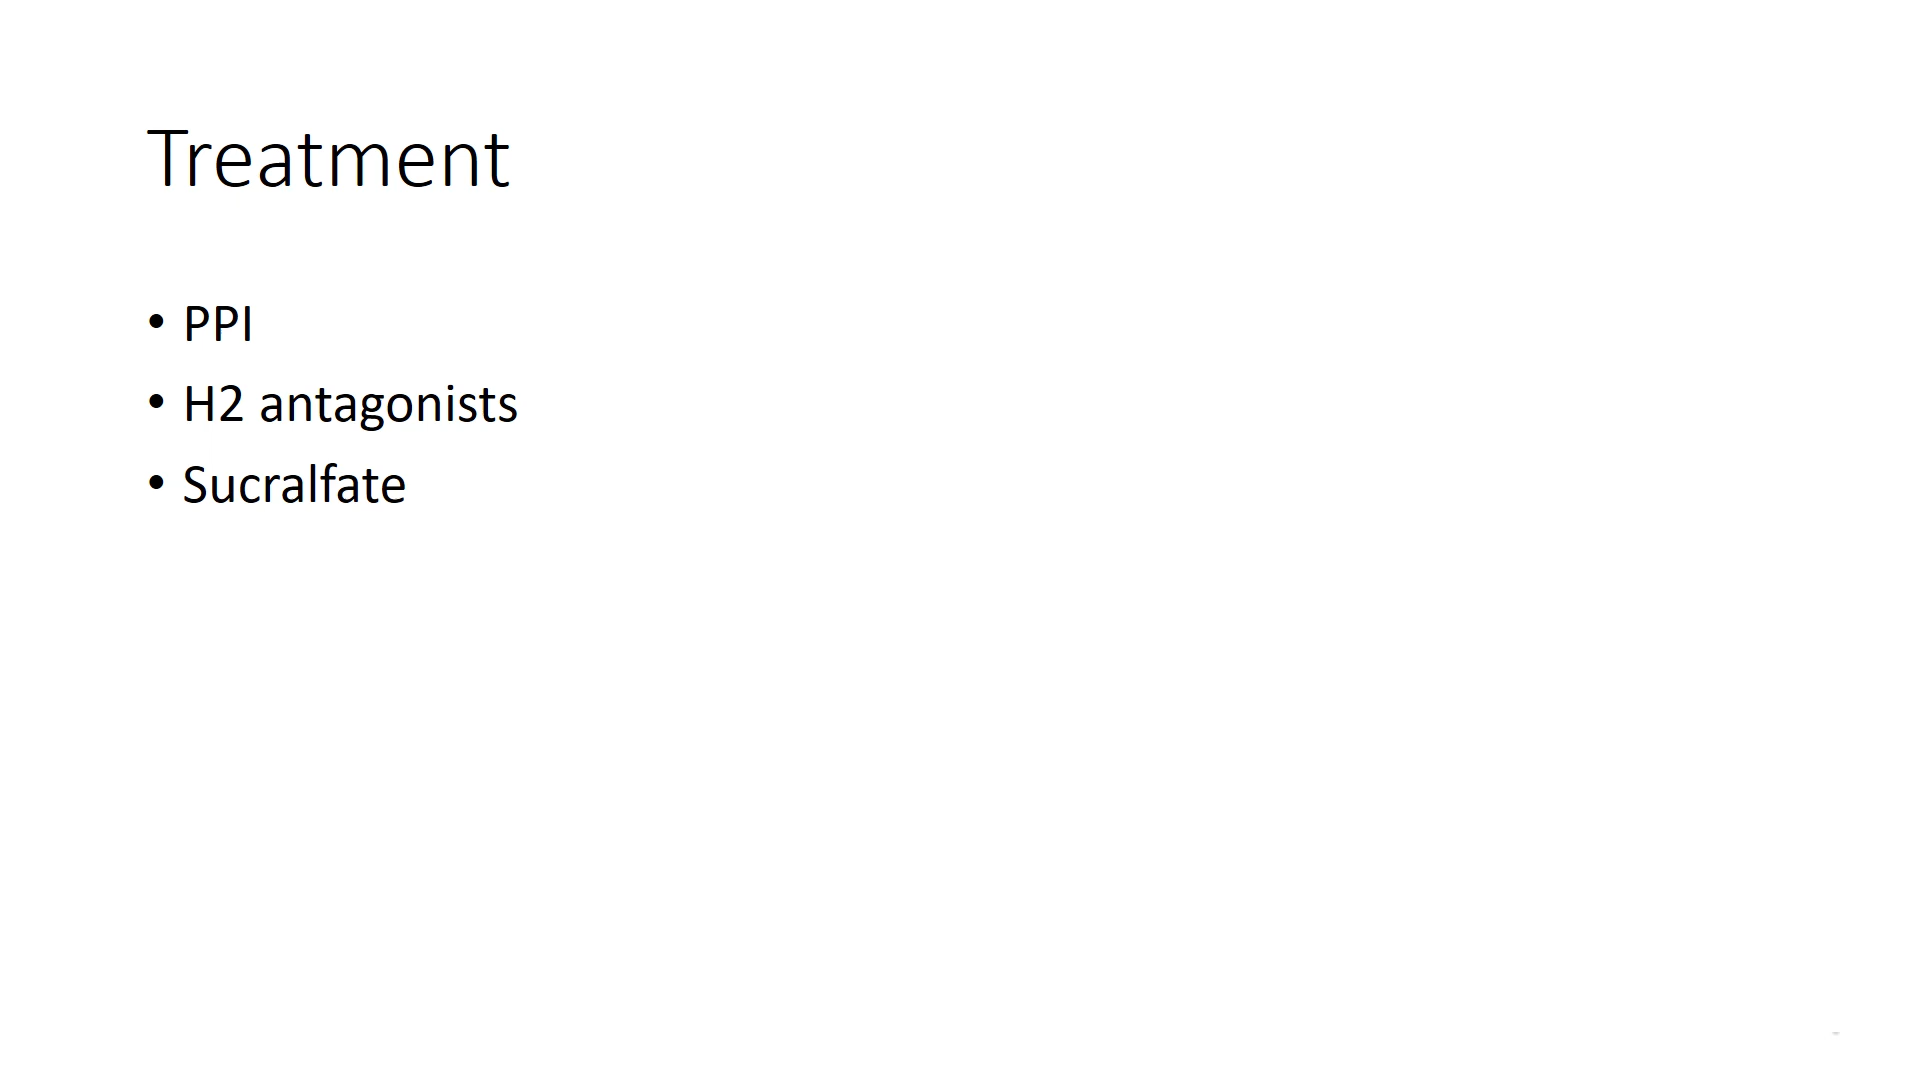 Treatment
• PPI
• H2 antagonists
• Sucralfate